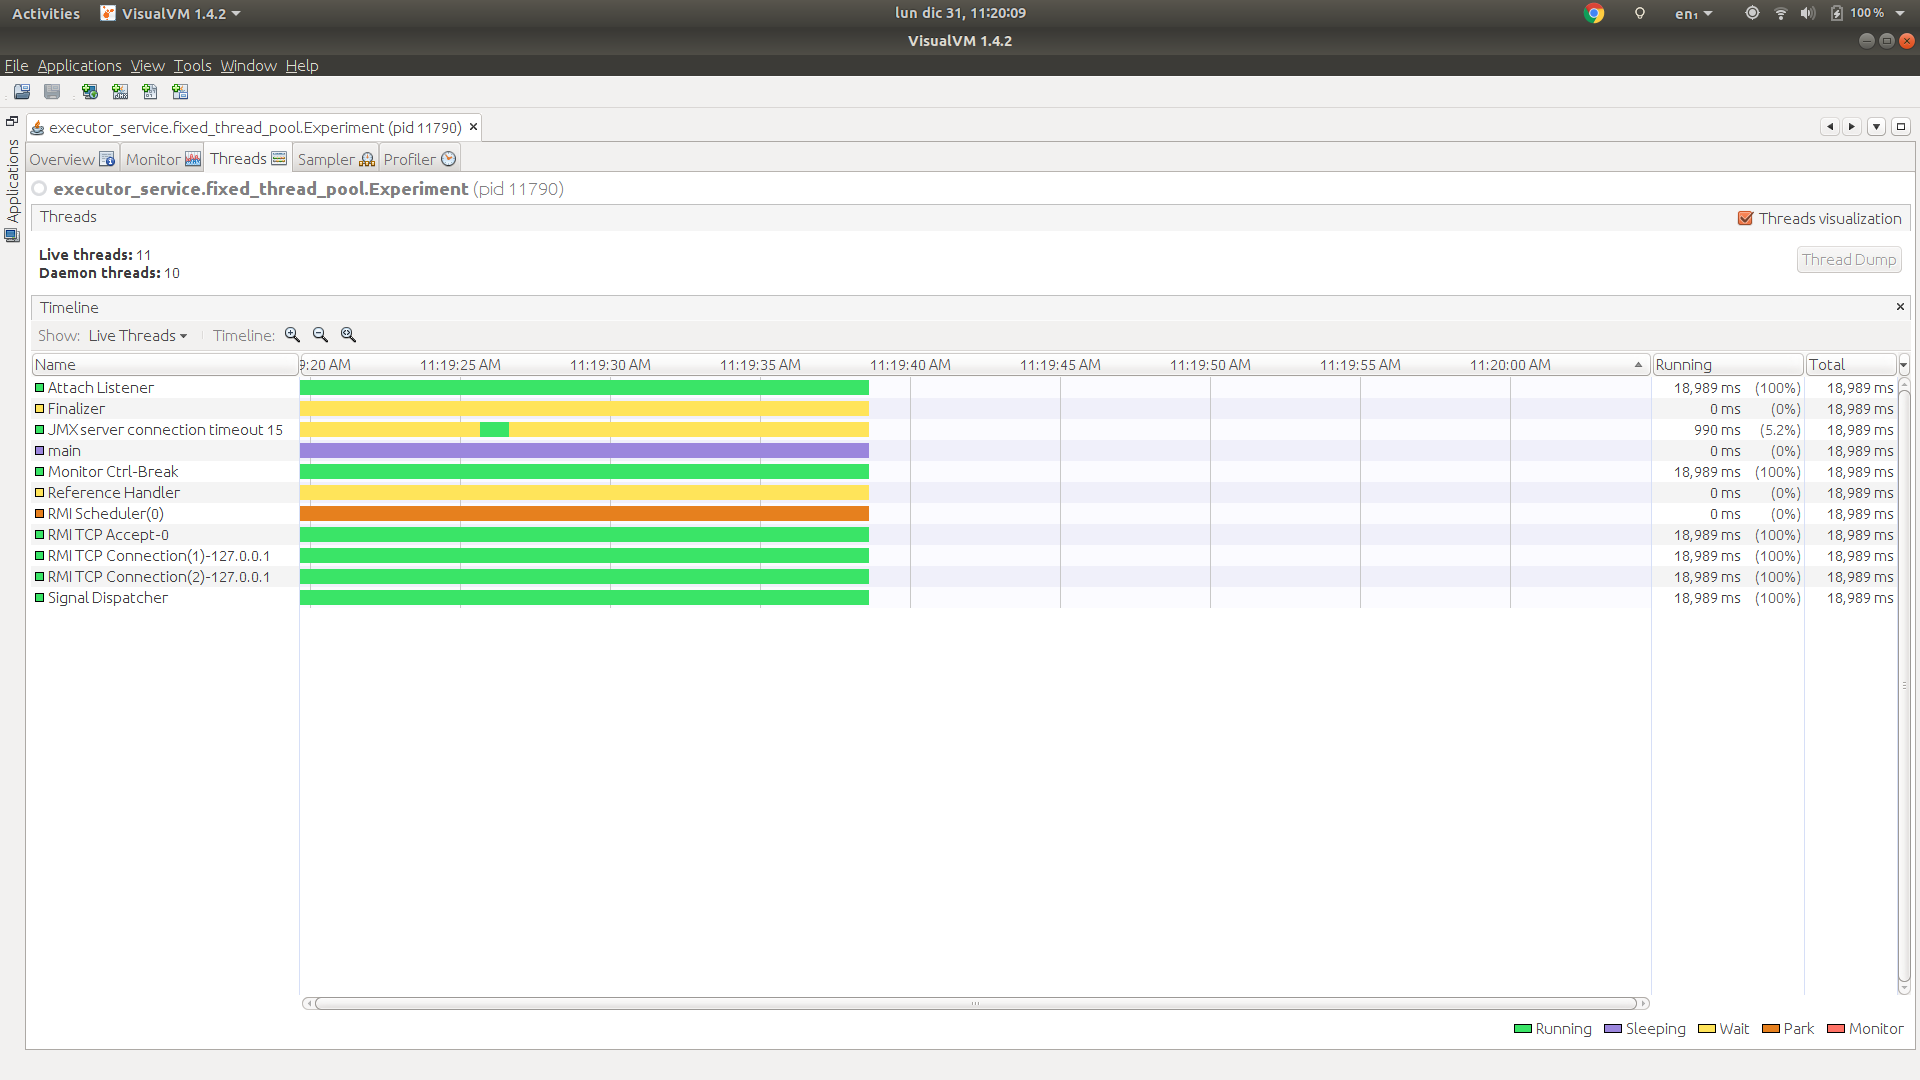 Activities VisualVM 1.4.2 lun dic 31, 11:20:09 en₁ 100 %
VisualVM 1.4.2
File Applications View Tools Window Help
Applications
executor_service.fixed_thread_pool.Experiment (pid 11790)
Overview Monitor Threads Sampler Profiler
executor_service.fixed_thread_pool.Experiment (pid 11790)
Threads Threads visualization
Live threads: 11
Daemon threads: 10
Thread Dump
Timeline
Show: Live Threads Timeline:
Name 9:20 AM 11:19:25 AM 11:19:30 AM 11:19:35 AM 11:19:40 AM 11:19:45 AM 11:19:50 AM 11:19:55 AM 11:20:00 AM Running Total
Attach Listener 18,989 ms (100%) 18,989 ms
Finalizer 0 ms (0%) 18,989 ms
JMX server connection timeout 15 990 ms (5.2%) 18,989 ms
main 0 ms (0%) 18,989 ms
Monitor Ctrl-Break 18,989 ms (100%) 18,989 ms
Reference Handler 0 ms (0%) 18,989 ms
RMI Scheduler(0) 0 ms (0%) 18,989 ms
RMI TCP Accept-0 18,989 ms (100%) 18,989 ms
RMI TCP Connection(1)-127.0.0.1 18,989 ms (100%) 18,989 ms
RMI TCP Connection(2)-127.0.0.1 18,989 ms (100%) 18,989 ms
Signal Dispatcher 18,989 ms (100%) 18,989 ms
Running Sleeping Wait Park Monitor